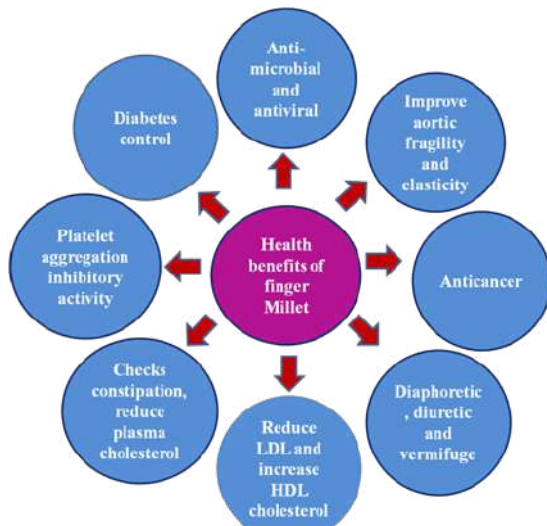 Anti-
microbial
and
antiviral
Improve
aortic
fragility
and
elasticity
Anticancer
Diaphoretic
, diuretic
and
vermifuge
Reduce
LDL and
increase
HDL
cholesterol
Checks
constipation,
reduce
plasma
cholesterol
Platelet
aggregation
inhibitory
activity
Diabetes
control
Health
benefits of
finger
Millet